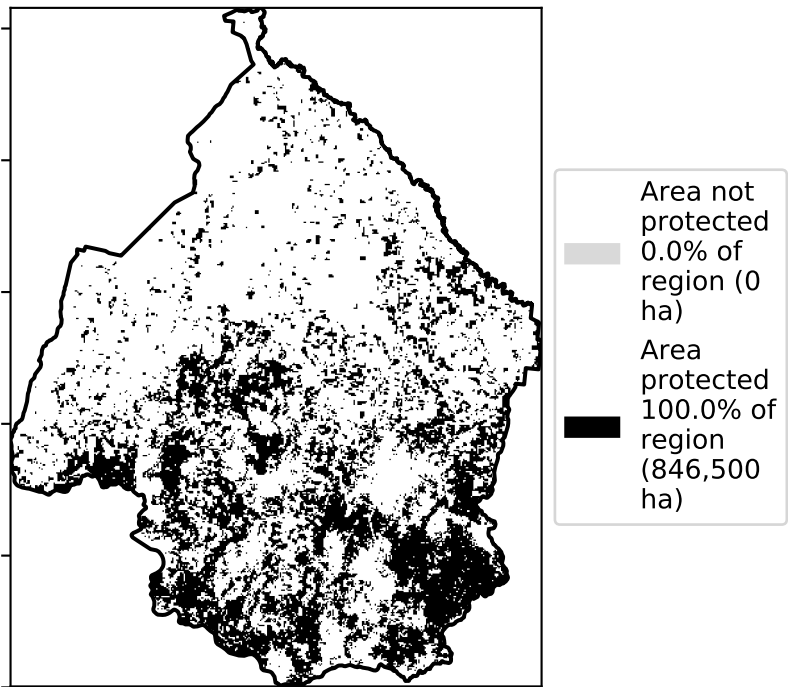 Area not
protected
0.0% of
region (0
ha)
Area
protected
100.0% of
region
(846,500
ha)